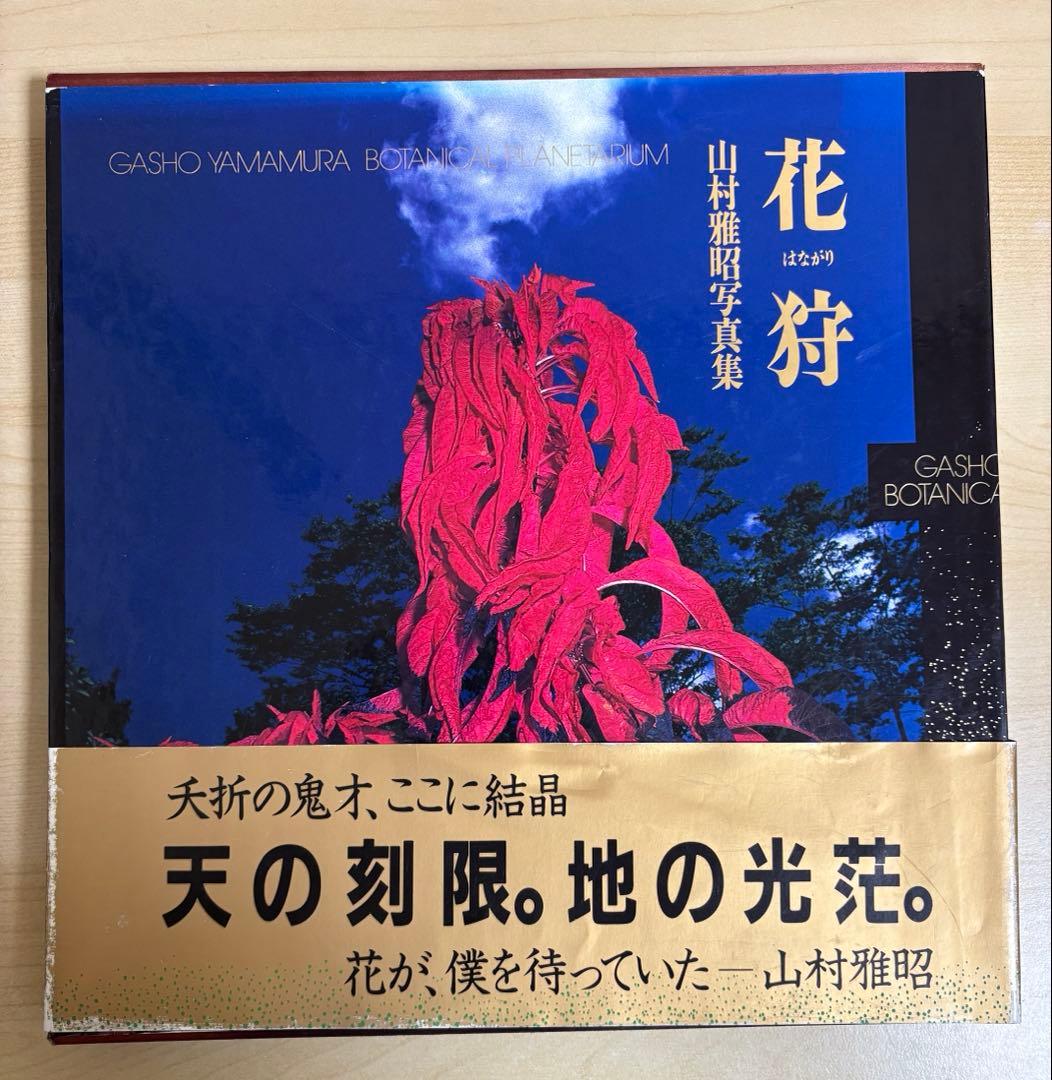 GASHO YAMAMURA BOTANICAL PLANETARIUM
花狩
はながり
山村雅昭写真集
GASHO
BOTANICA
夭折の鬼才、ここに結晶
天の刻限。地の光茫。
花が、僕を待っていた—山村雅昭